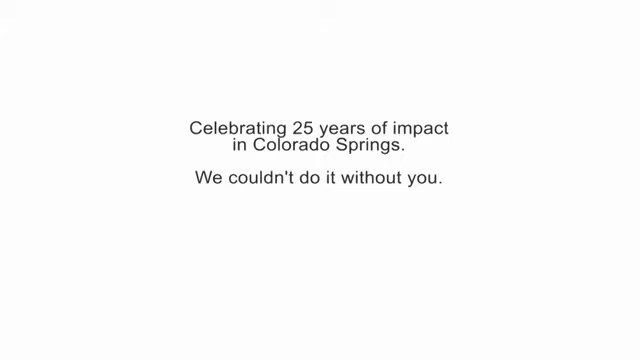 Celebrating 25 years of impact
in Colorado Springs.
We couldn't do it without you.